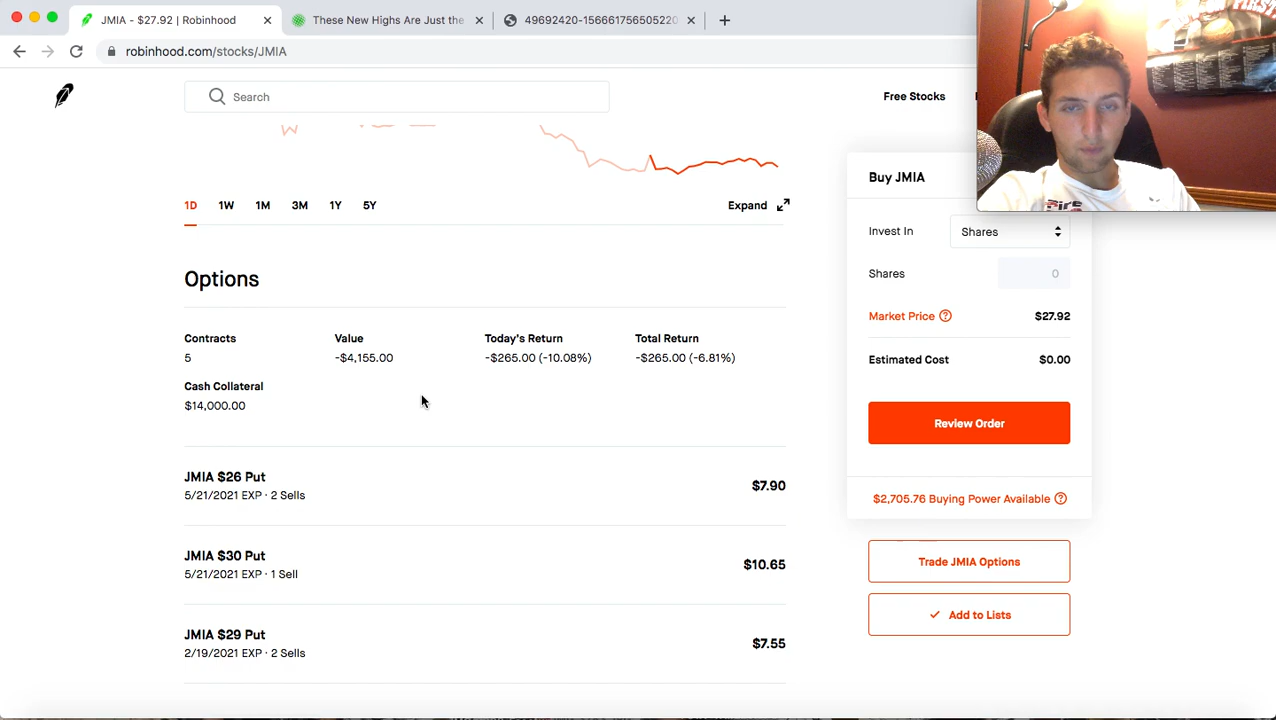 JMIA - $27.92 | Robinhood
These New Highs Are Just the
49692420-156661756505220
robinhood.com/stocks/JMIA
Search
Free Stocks
1D 1W 1M 3M 1Y 5Y
Expand
Options
Contracts Value Today's Return Total Return
5 -$4,155.00 -$265.00 (-10.08%) -$265.00 (-6.81%)
Cash Collateral
$14,000.00
JMIA $26 Put
5/21/2021 EXP · 2 Sells
$7.90
JMIA $30 Put
5/21/2021 EXP · 1 Sell
$10.65
JMIA $29 Put
2/19/2021 EXP · 2 Sells
$7.55
Buy JMIA
Invest In Shares
Shares 0
Market Price ? $27.92
Estimated Cost $0.00
Review Order
$2,705.76 Buying Power Available ?
Trade JMIA Options
Add to Lists